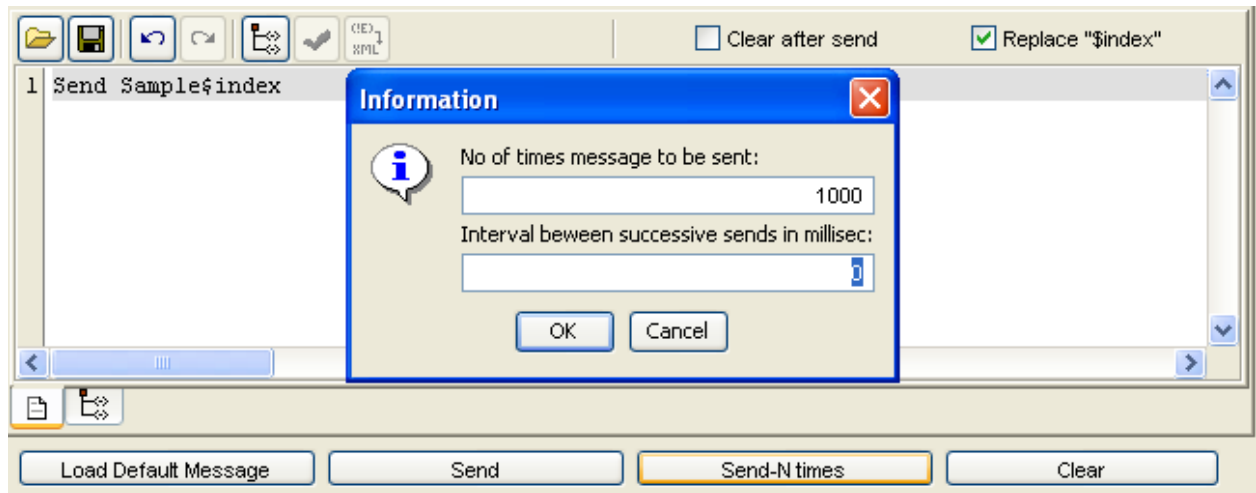 (!E)
XML
Clear after send
Replace "$index"
1 Send Sample$index
Information
No of times message to be sent:
1000
Interval beween successive sends in millisec:
0
OK
Cancel
Load Default Message
Send
Send-N times
Clear